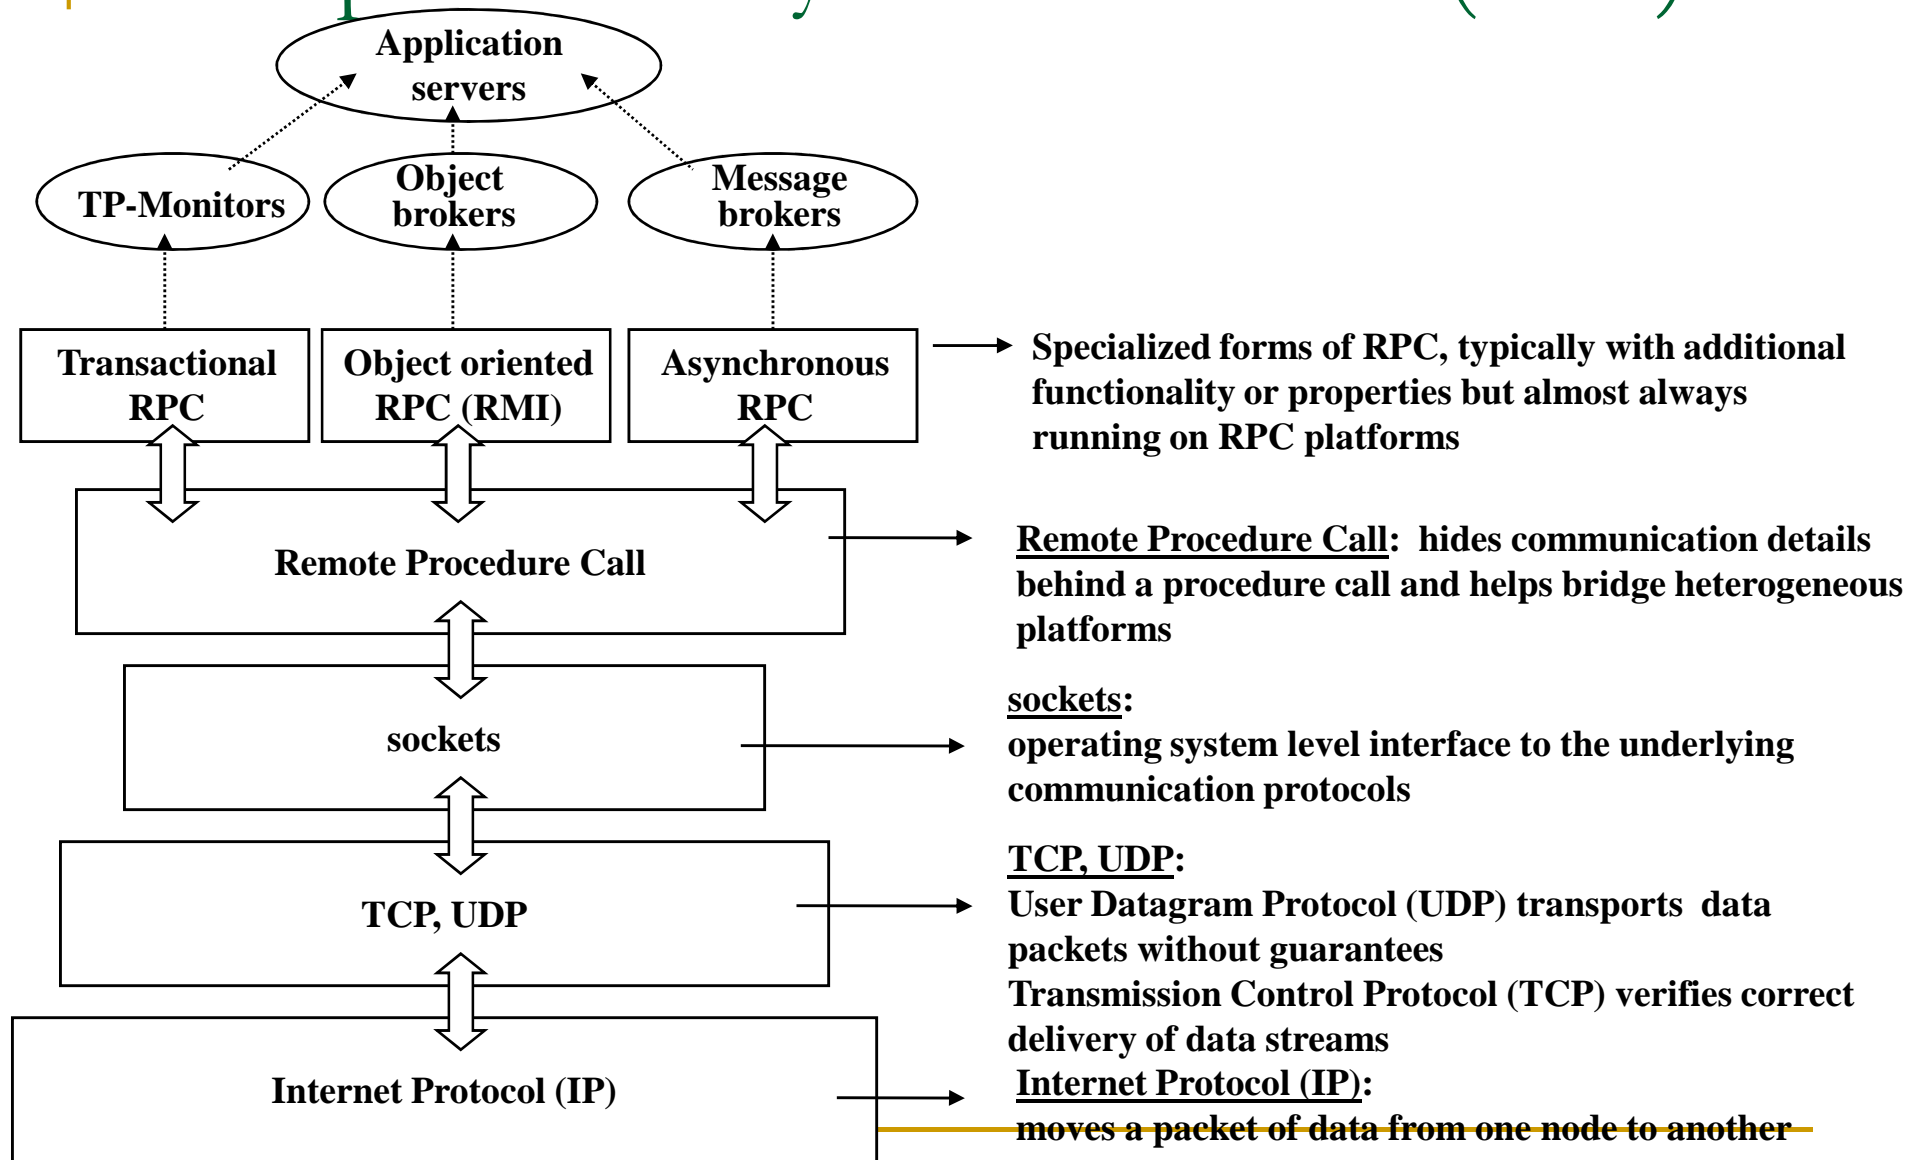 Application
servers
TP-Monitors
Object
brokers
Message
brokers
Transactional
RPC
Object oriented
RPC (RMI)
Asynchronous
RPC
Specialized forms of RPC, typically with additional
functionality or properties but almost always
running on RPC platforms
Remote Procedure Call
Remote Procedure Call: hides communication details
behind a procedure call and helps bridge heterogeneous
platforms
sockets
sockets:
operating system level interface to the underlying
communication protocols
TCP, UDP
TCP, UDP:
User Datagram Protocol (UDP) transports data
packets without guarantees
Transmission Control Protocol (TCP) verifies correct
delivery of data streams
Internet Protocol (IP)
Internet Protocol (IP):
moves a packet of data from one node to another